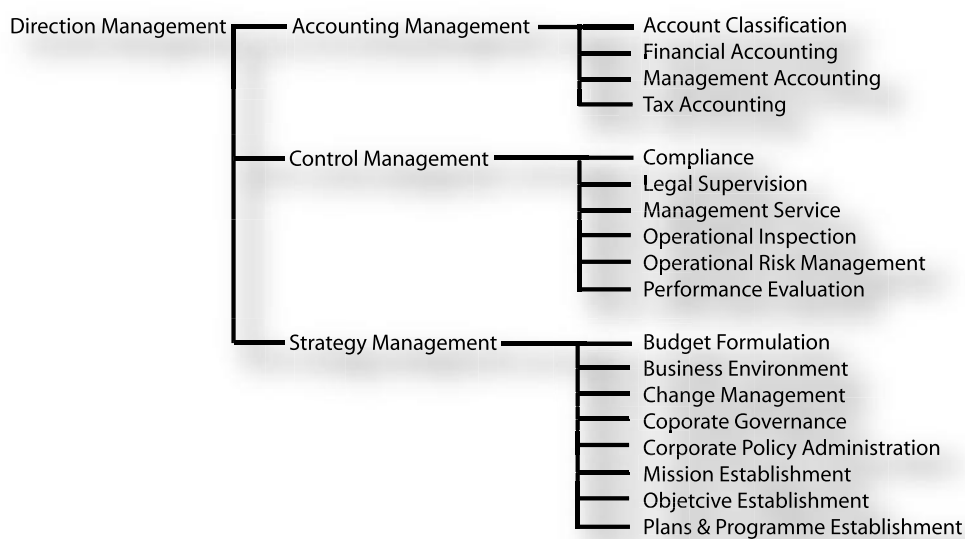 Direction Management
Accounting Management
Account Classification
Financial Accounting
Management Accounting
Tax Accounting
Control Management
Compliance
Legal Supervision
Management Service
Operational Inspection
Operational Risk Management
Performance Evaluation
Strategy Management
Budget Formulation
Business Environment
Change Management
Coporate Governance
Corporate Policy Administration
Mission Establishment
Objetcive Establishment
Plans & Programme Establishment